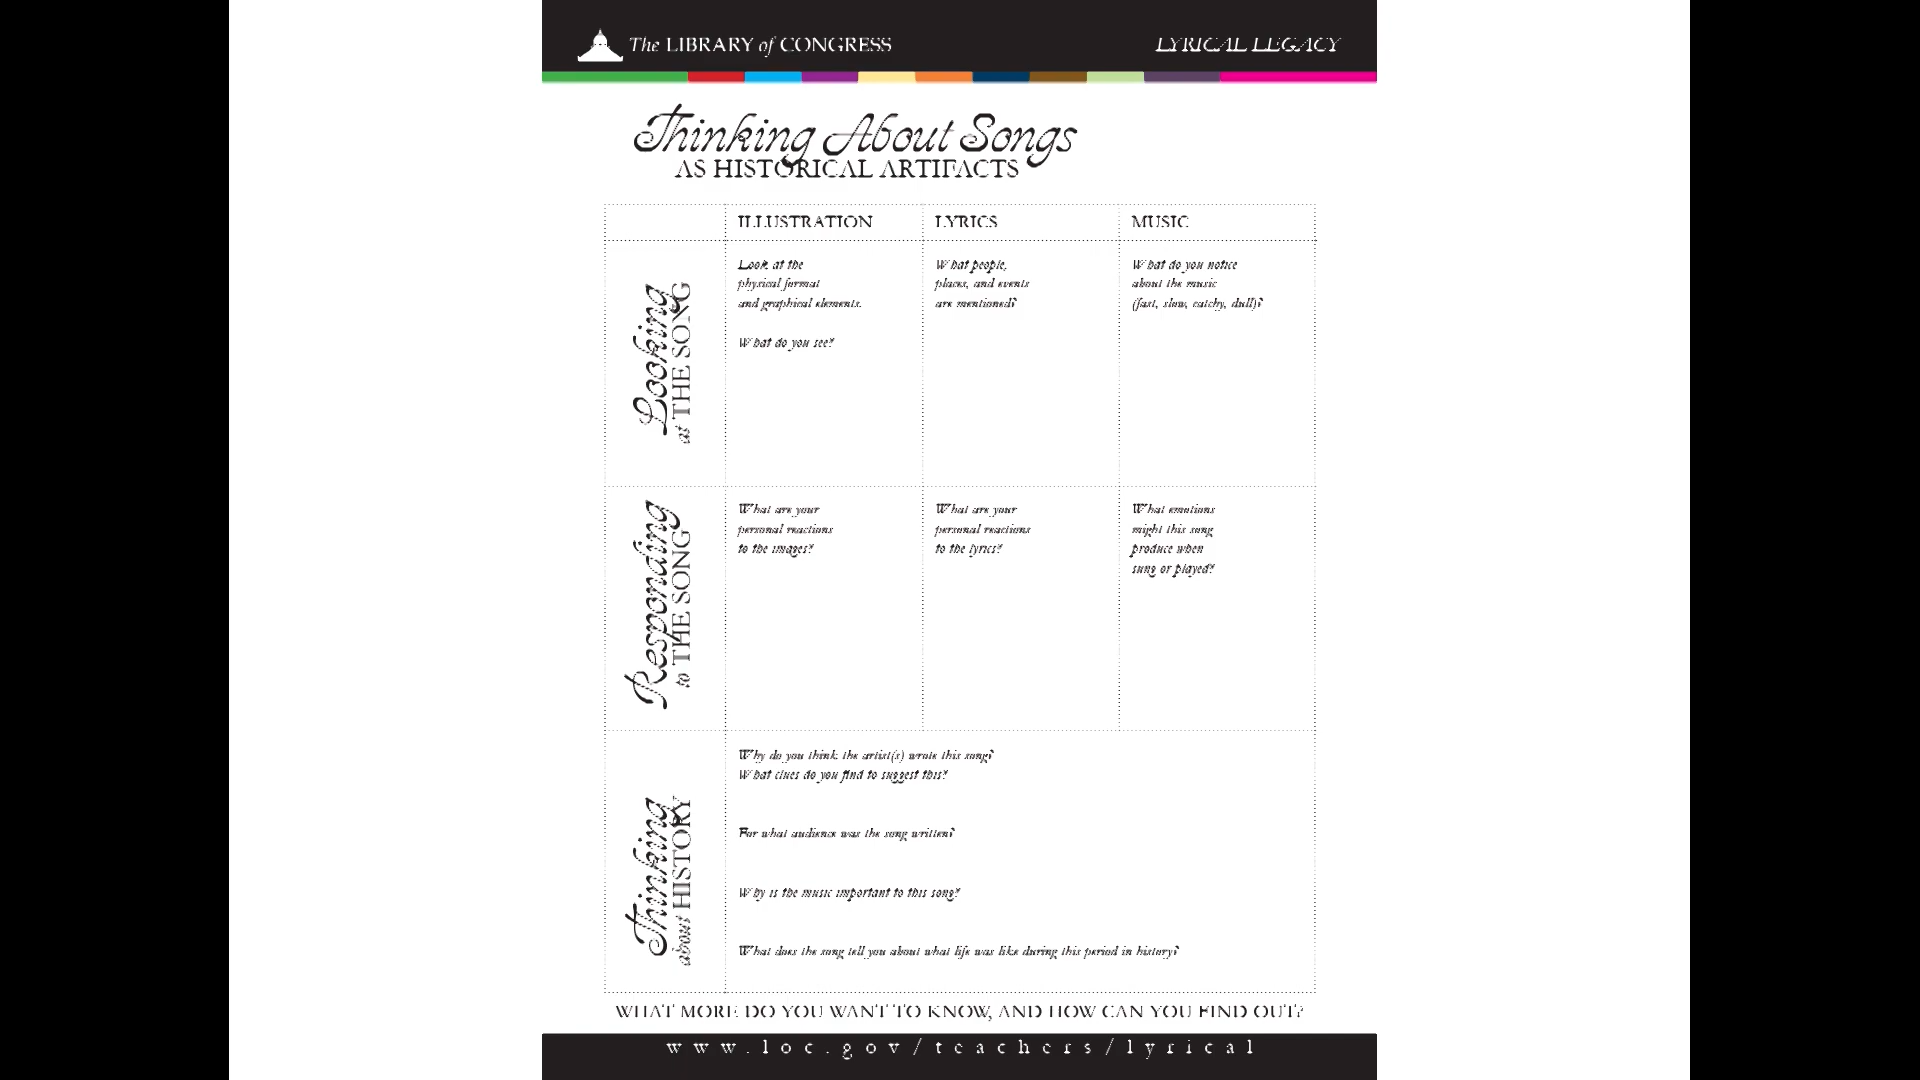 The LIBRARY of CONGRESS
LYRICAL LEGACY
Thinking About Songs
AS HISTORICAL ARTIFACTS
ILLUSTRATION
LYRICS
MUSIC
Looking
at THE SONG
Look at the
physical format
and graphical elements.
What do you see?
What people,
places, and events
are mentioned?
What do you notice
about the music
(fast, slow, catchy, dull)?
Responding
to THE SONG
What are your
personal reactions
to the images?
What are your
personal reactions
to the lyrics?
What emotions
might this song
produce when
sung or played?
Thinking
about HISTORY
Why do you think the artist(s) wrote this song?
What clues do you find to suggest this?
For what audience was the song written?
Why is the music important to this song?
What does the song tell you about what life was like during this period in history?
WHAT MORE DO YOU WANT TO KNOW, AND HOW CAN YOU FIND OUT?
www.loc.gov/teachers/lyrical